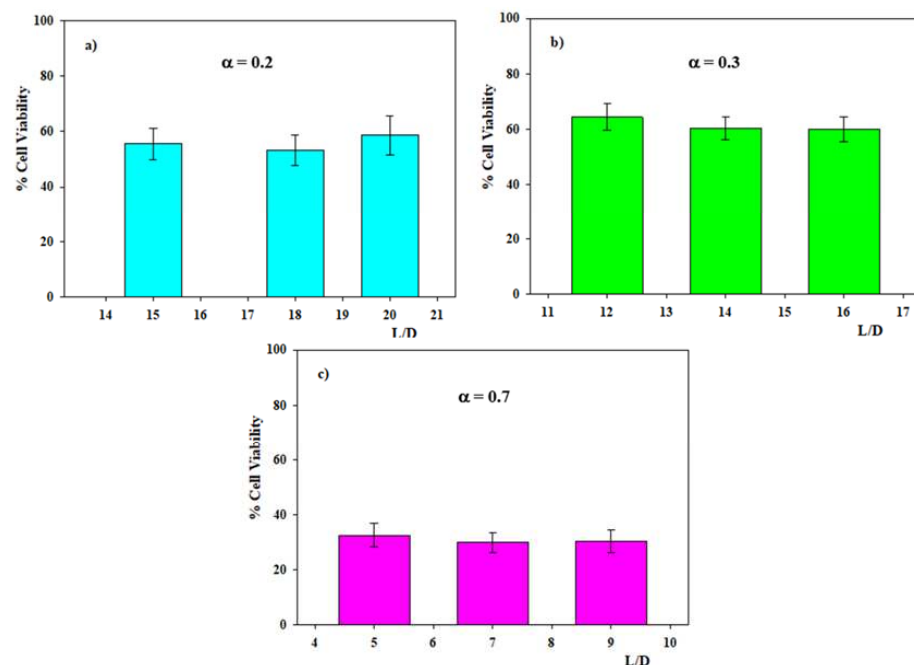 a)
α = 0.2
% Cell Viability
100
80
60
40
20
0
14 15 16 17 18 19 20 21
L/D
b)
α = 0.3
% Cell Viability
100
80
60
40
20
0
11 12 13 14 15 16 17
L/D
c)
α = 0.7
% Cell Viability
100
80
60
40
20
0
4 5 6 7 8 9 10
L/D